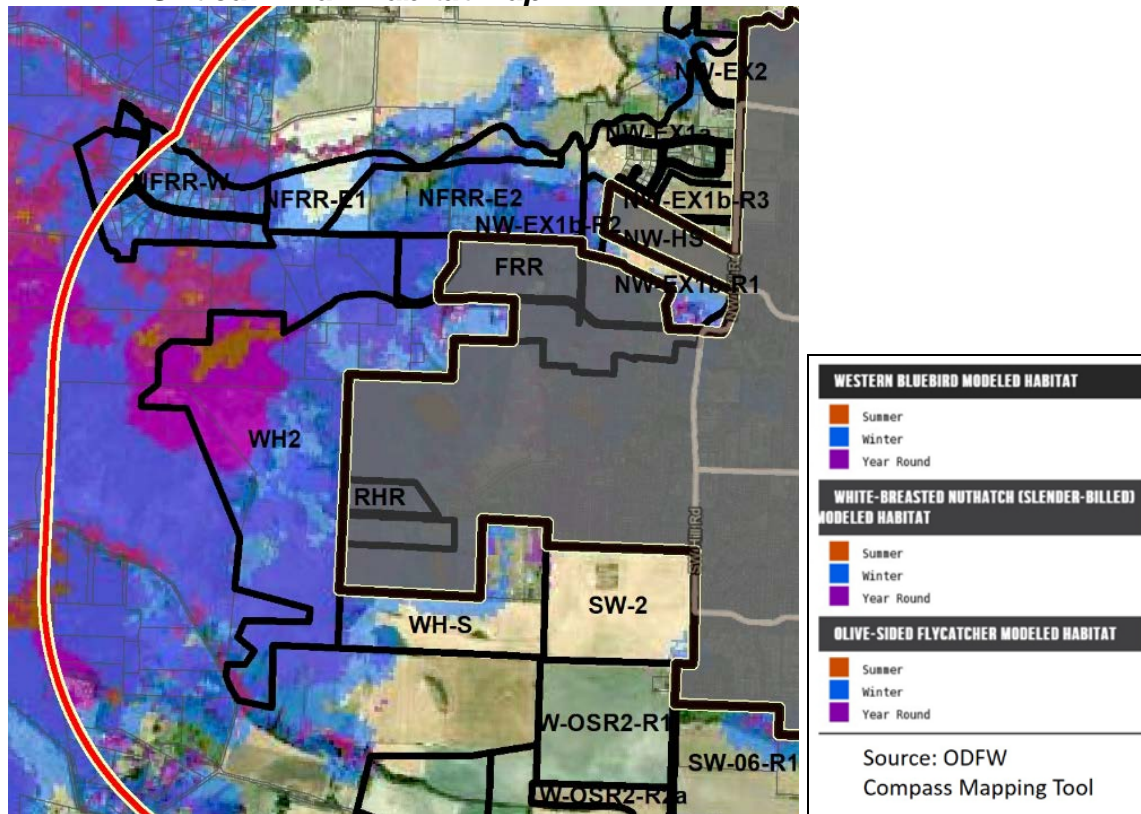 NW-EX2
NW-EX1a
NFRR-W
NFRR-E1
NFRR-E2
NW-EX1b-R3
NW-EX1b-R2
NW-HS
FRR
NW-EX1b-R1
WH2
RHR
SW Hill Rd
SW-2
WH-S
W-OSR2-R1
SW-06-R1
W-OSR2-R2a
WESTERN BLUEBIRD MODELED HABITAT
Summer
Winter
Year Round
WHITE-BREASTED NUTHATCH (SLENDER-BILLED)
MODELED HABITAT
Summer
Winter
Year Round
OLIVE-SIDED FLYCATCHER MODELED HABITAT
Summer
Winter
Year Round
Source: ODFW
Compass Mapping Tool